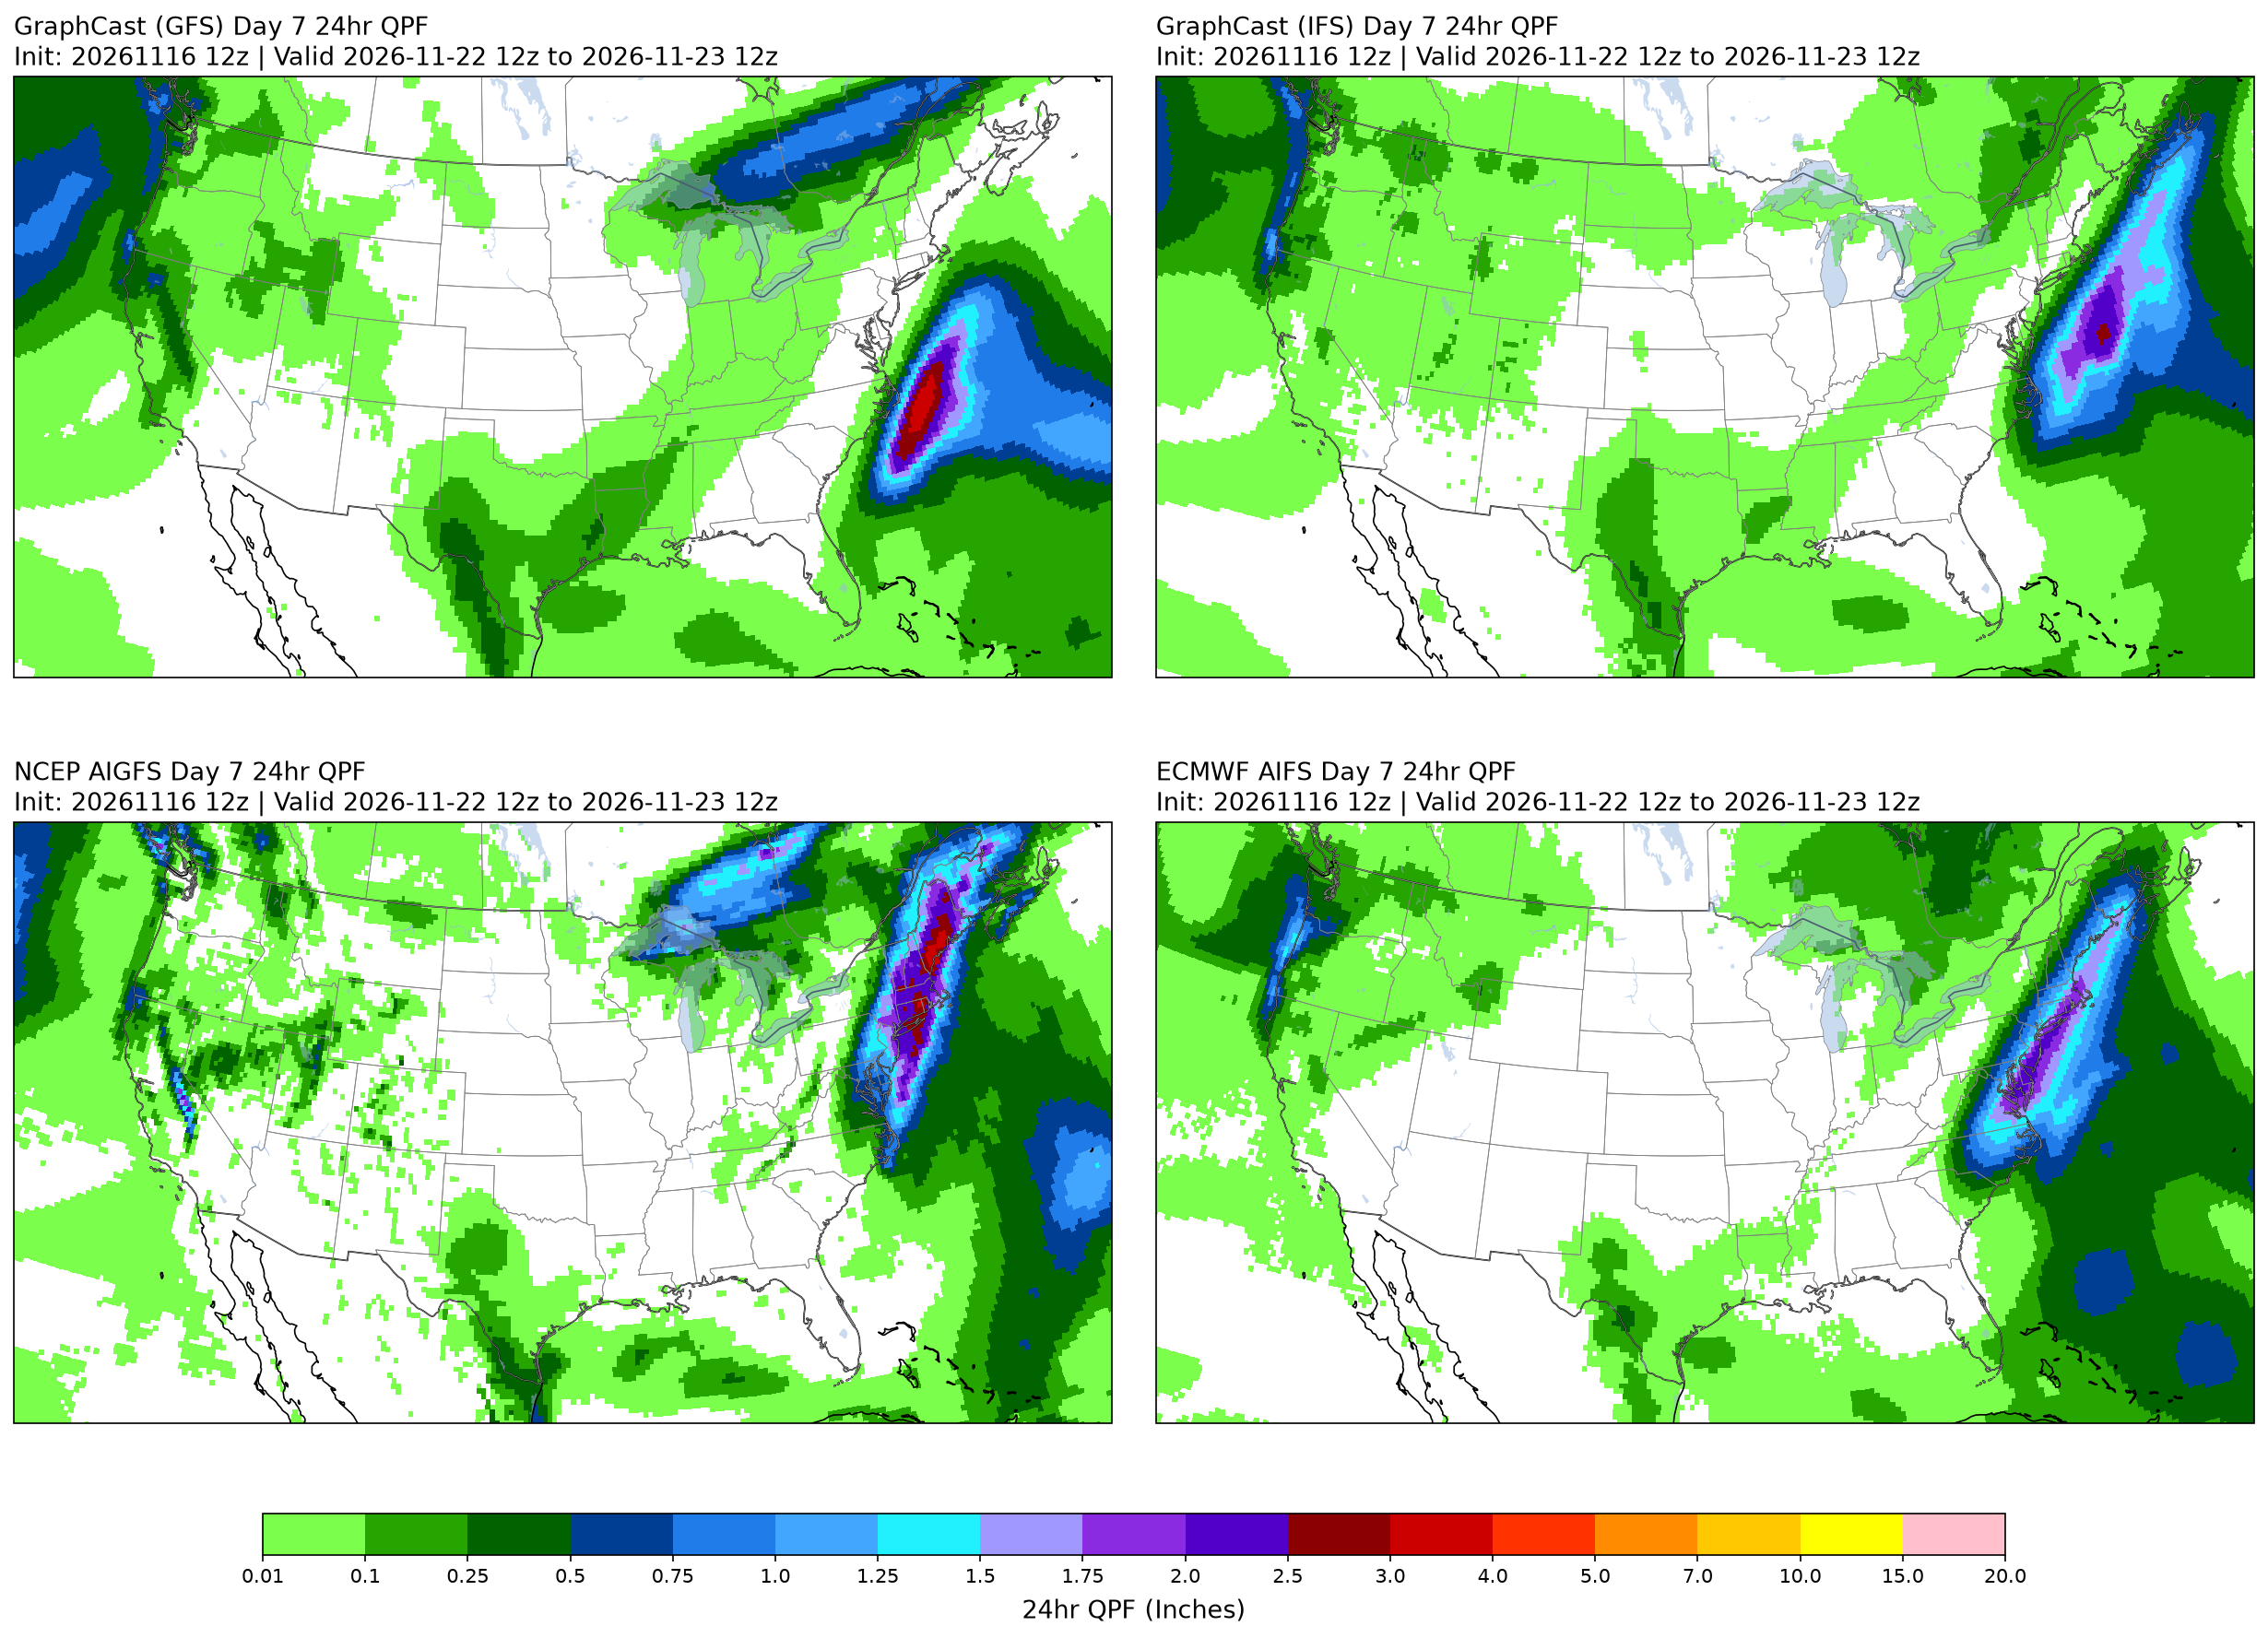 GraphCast (GFS) Day 7 24hr QPF
Init: 20261116 12z | Valid 2026-11-22 12z to 2026-11-23 12z
GraphCast (IFS) Day 7 24hr QPF
Init: 20261116 12z | Valid 2026-11-22 12z to 2026-11-23 12z
NCEP AIGFS Day 7 24hr QPF
Init: 20261116 12z | Valid 2026-11-22 12z to 2026-11-23 12z
ECMWF AIFS Day 7 24hr QPF
Init: 20261116 12z | Valid 2026-11-22 12z to 2026-11-23 12z
0.01 0.1 0.25 0.5 0.75 1.0 1.25 1.5 1.75 2.0 2.5 3.0 4.0 5.0 7.0 10.0 15.0 20.0
24hr QPF (Inches)